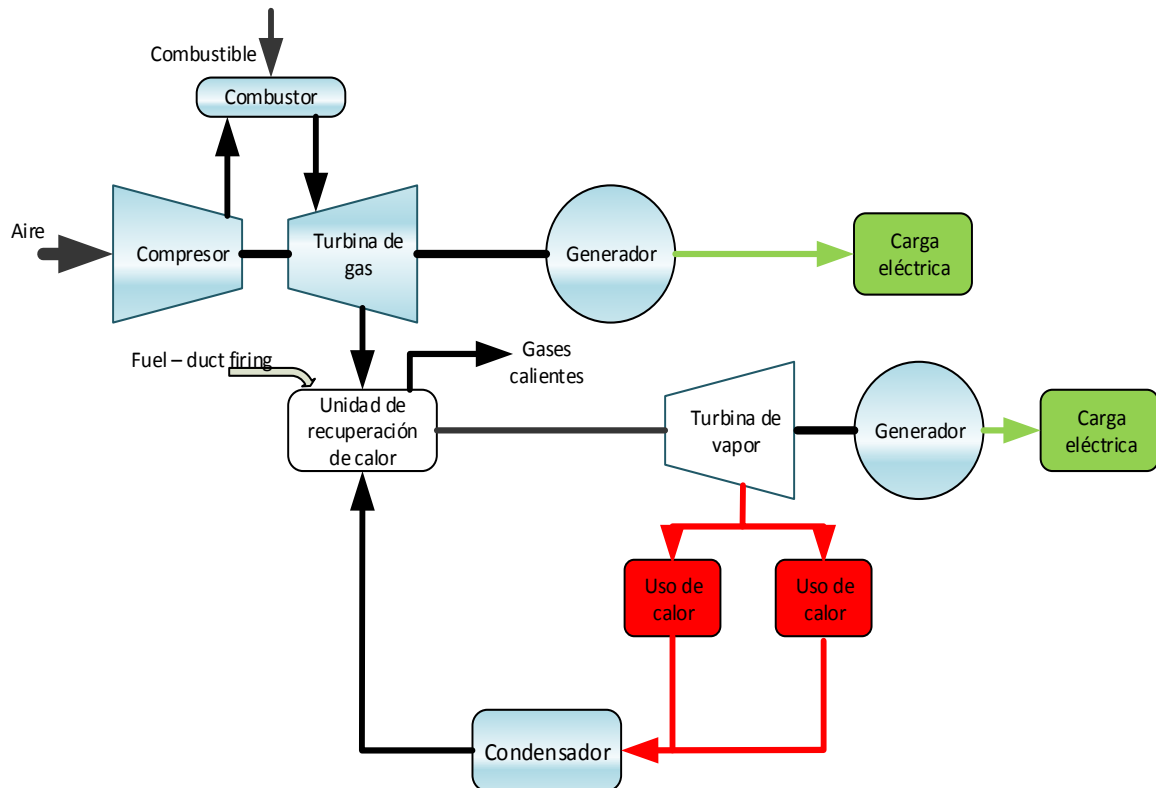 Combustible
Combustor
Aire
Compresor
Turbina de
gas
Generador
Carga
eléctrica
Fuel – duct firing
Gases
calientes
Unidad de
recuperación
de calor
Turbina de
vapor
Generador
Carga
eléctrica
Uso de
calor
Uso de
calor
Condensador